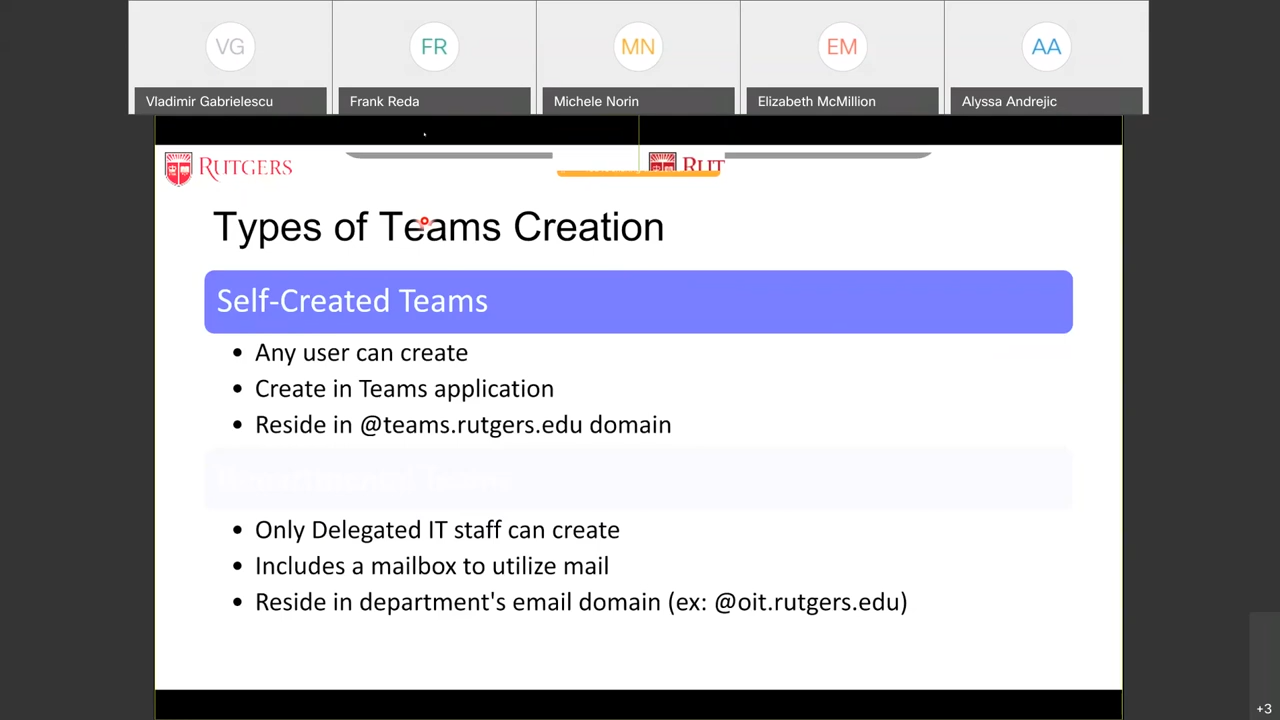 VG
FR
MN
EM
AA
Vladimir Gabrielescu
Frank Reda
Michele Norin
Elizabeth McMillion
Alyssa Andrejic
RUTGERS
RUT
Types of Teams Creation
Self-Created Teams
• Any user can create
• Create in Teams application
• Reside in @teams.rutgers.edu domain
• Only Delegated IT staff can create
• Includes a mailbox to utilize mail
• Reside in department's email domain (ex: @oit.rutgers.edu)
+3